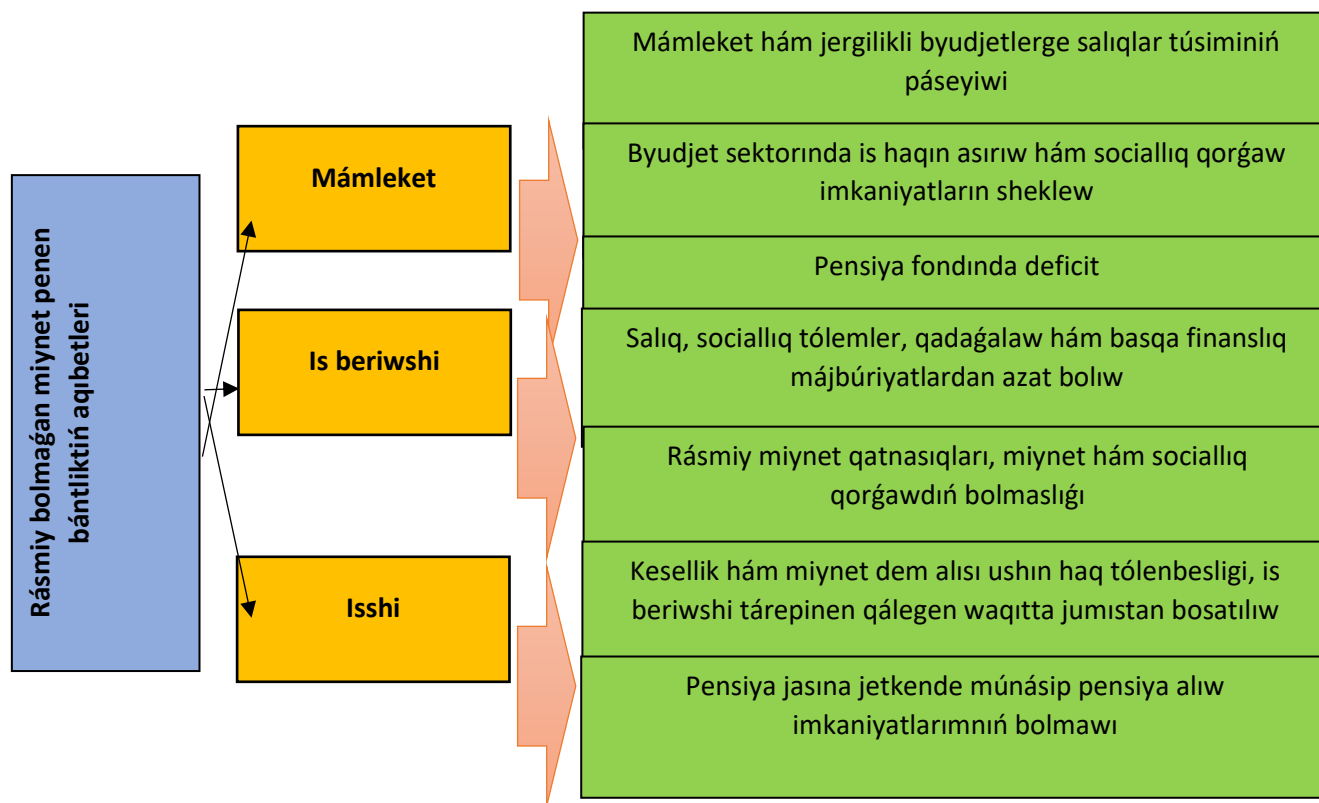 Rásmiy bolmaǵan miynet penen
bántliktiń aqıbetleri
Mámleket
Is beriwshi
Isshi
Mámleket hám jergilikli byudjetlerge salıqlar túsiminiń
páseyiwi
Byudjet sektorında is haqın asırıw hám sociallıq qorǵaw
imkaniyatların sheklew
Pensiya fondında deficit
Salıq, sociallıq tólemler, qadaǵalaw hám basqa finanslıq
májbúriyatlardan azat bolıw
Rásmiy miynet qatnasıqları, miynet hám sociallıq
qorǵawdıń bolmaslıǵı
Kesellik hám miynet dem alısı ushın haq tólenbesligi, is
beriwshi tárepinen qálegen waqıtta jumıstan bosatılıw
Pensiya jasına jetkende múnásip pensiya alıw
imkaniyatlarımnıń bolmawı